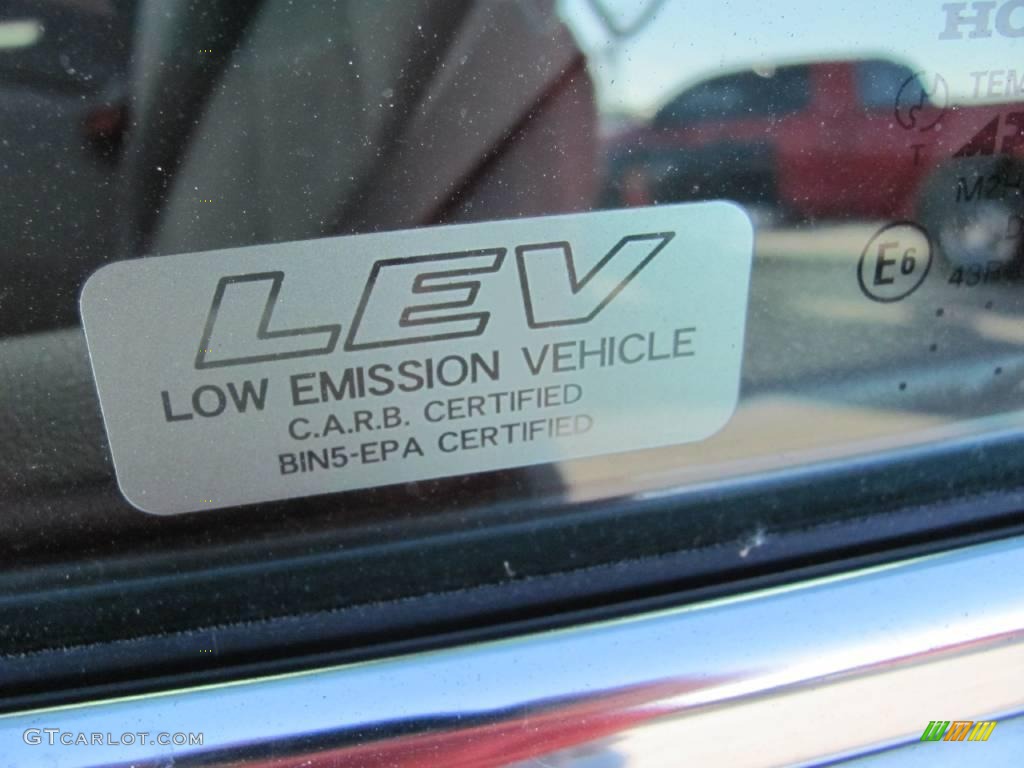 LEV
LOW EMISSION VEHICLE
C.A.R.B. CERTIFIED
BIN5-EPA CERTIFIED
T
E6
GTCARLOT.COM